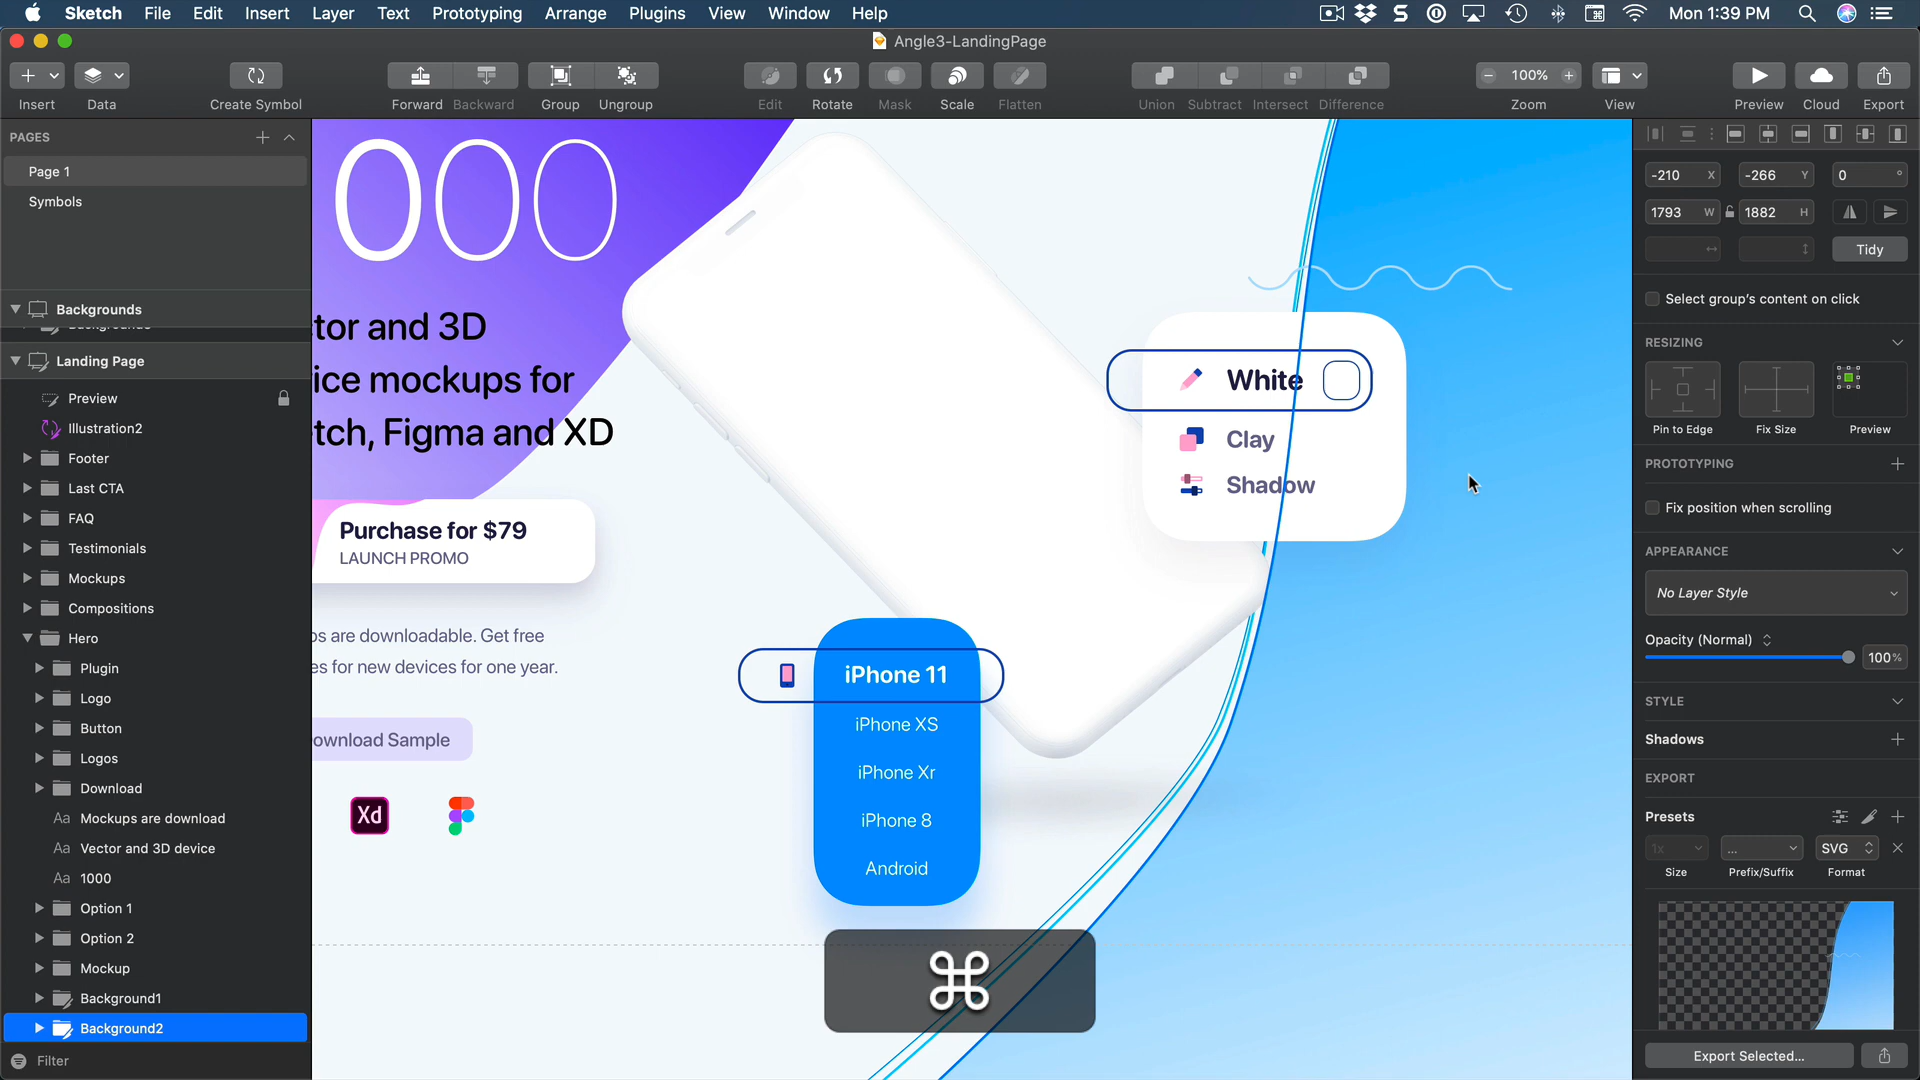 Sketch File Edit Insert Layer Text Prototyping Arrange Plugins View Window Help
Mon 1:39 PM
Angle3-LandingPage
100%
Insert Data Create Symbol Forward Backward Group Ungroup Edit Rotate Mask Scale Flatten Union Subtract Intersect Difference Zoom View Preview Cloud Export
PAGES
Page 1
Symbols
Backgrounds
Landing Page
Preview
Illustration2
Footer
Last CTA
FAQ
Testimonials
Mockups
Compositions
Hero
Plugin
Logo
Button
Logos
Download
Aa Mockups are download
Aa Vector and 3D device
Aa 1000
Option 1
Option 2
Mockup
Background1
Background2
Filter
000
tor and 3D
ice mockups for
tch, Figma and XD
Purchase for $79
LAUNCH PROMO
ps are downloadable. Get free
es for new devices for one year.
ownload Sample
Xd
White
Clay
Shadow
iPhone 11
iPhone XS
iPhone Xr
iPhone 8
Android
⌘
-210 X -266 Y 0 °
1793 W 1882 H
Tidy
Select group's content on click
RESIZING
Pin to Edge Fix Size Preview
PROTOTYPING
Fix position when scrolling
APPEARANCE
No Layer Style
Opacity (Normal)
100%
STYLE
Shadows
EXPORT
Presets
1x ... SVG
Size Prefix/Suffix Format
Export Selected...